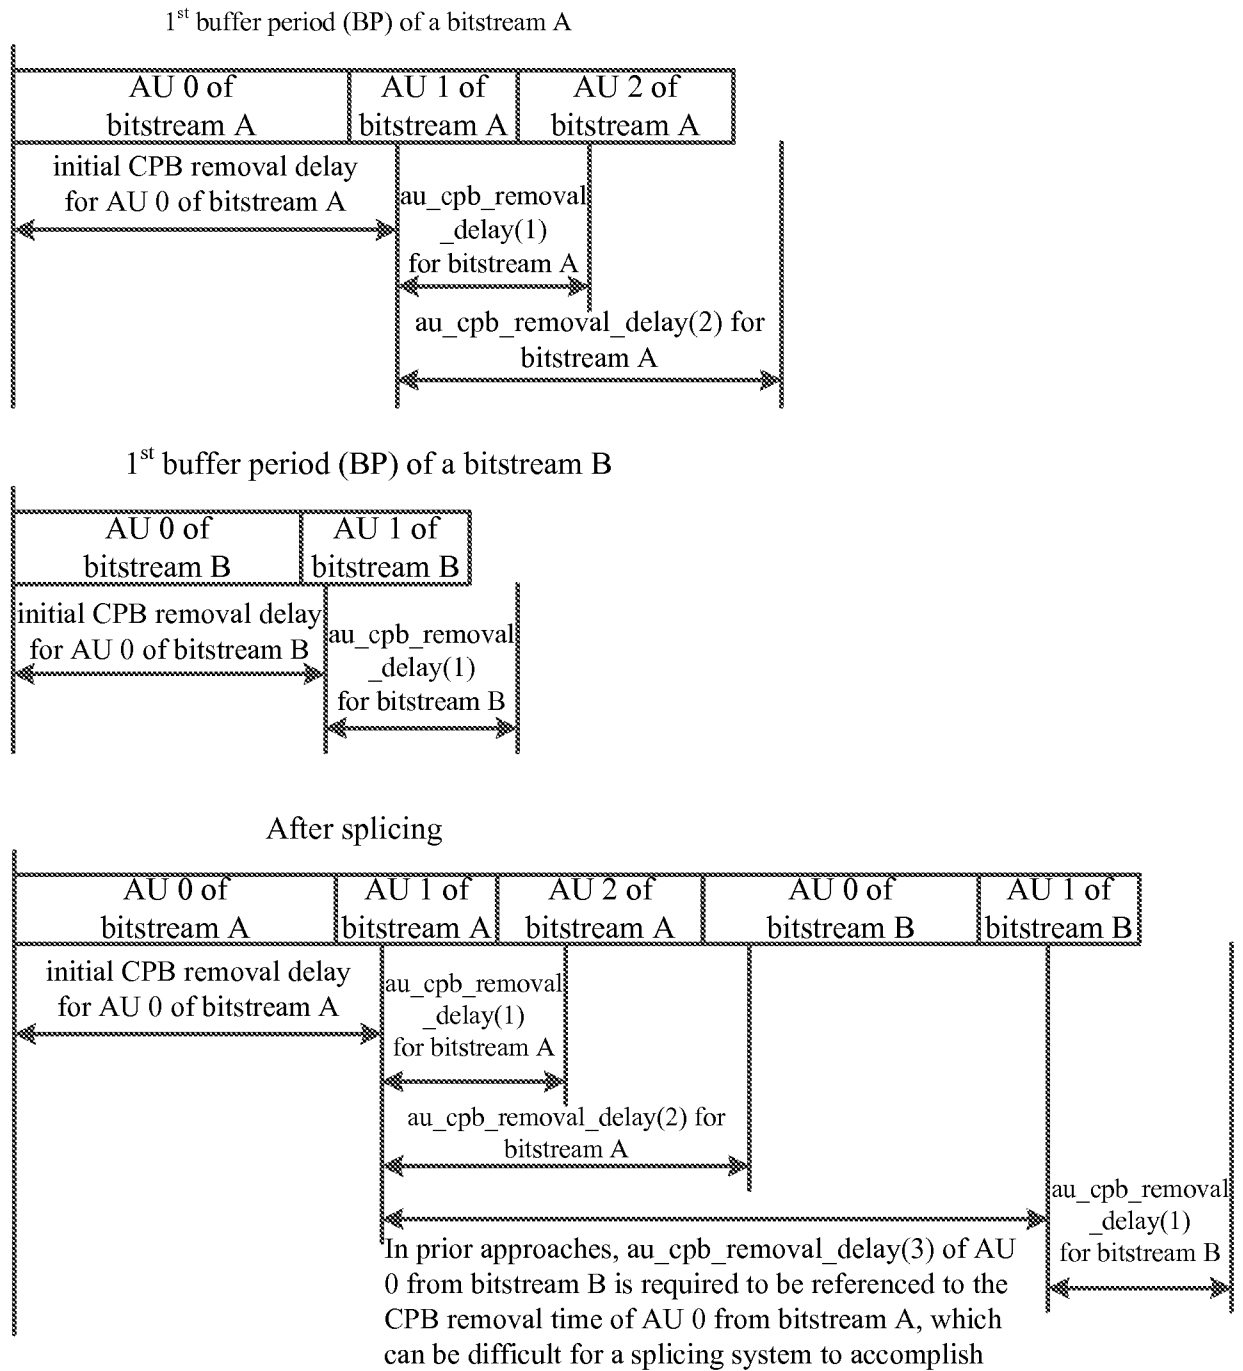 1st buffer period (BP) of a bitstream A
AU 0 of
bitstream A
AU 1 of
bitstream A
AU 2 of
bitstream A
initial CPB removal delay
for AU 0 of bitstream A
au_cpb_removal
_delay(1)
for bitstream A
au_cpb_removal_delay(2) for
bitstream A
1st buffer period (BP) of a bitstream B
AU 0 of
bitstream B
AU 1 of
bitstream B
initial CPB removal delay
for AU 0 of bitstream B
au_cpb_removal
_delay(1)
for bitstream B
After splicing
AU 0 of
bitstream A
AU 1 of
bitstream A
AU 2 of
bitstream A
AU 0 of
bitstream B
AU 1 of
bitstream B
initial CPB removal delay
for AU 0 of bitstream A
au_cpb_removal
_delay(1)
for bitstream A
au_cpb_removal_delay(2) for
bitstream A
au_cpb_removal
_delay(1)
for bitstream B
In prior approaches, au_cpb_removal_delay(3) of AU
0 from bitstream B is required to be referenced to the
CPB removal time of AU 0 from bitstream A, which
can be difficult for a splicing system to accomplish